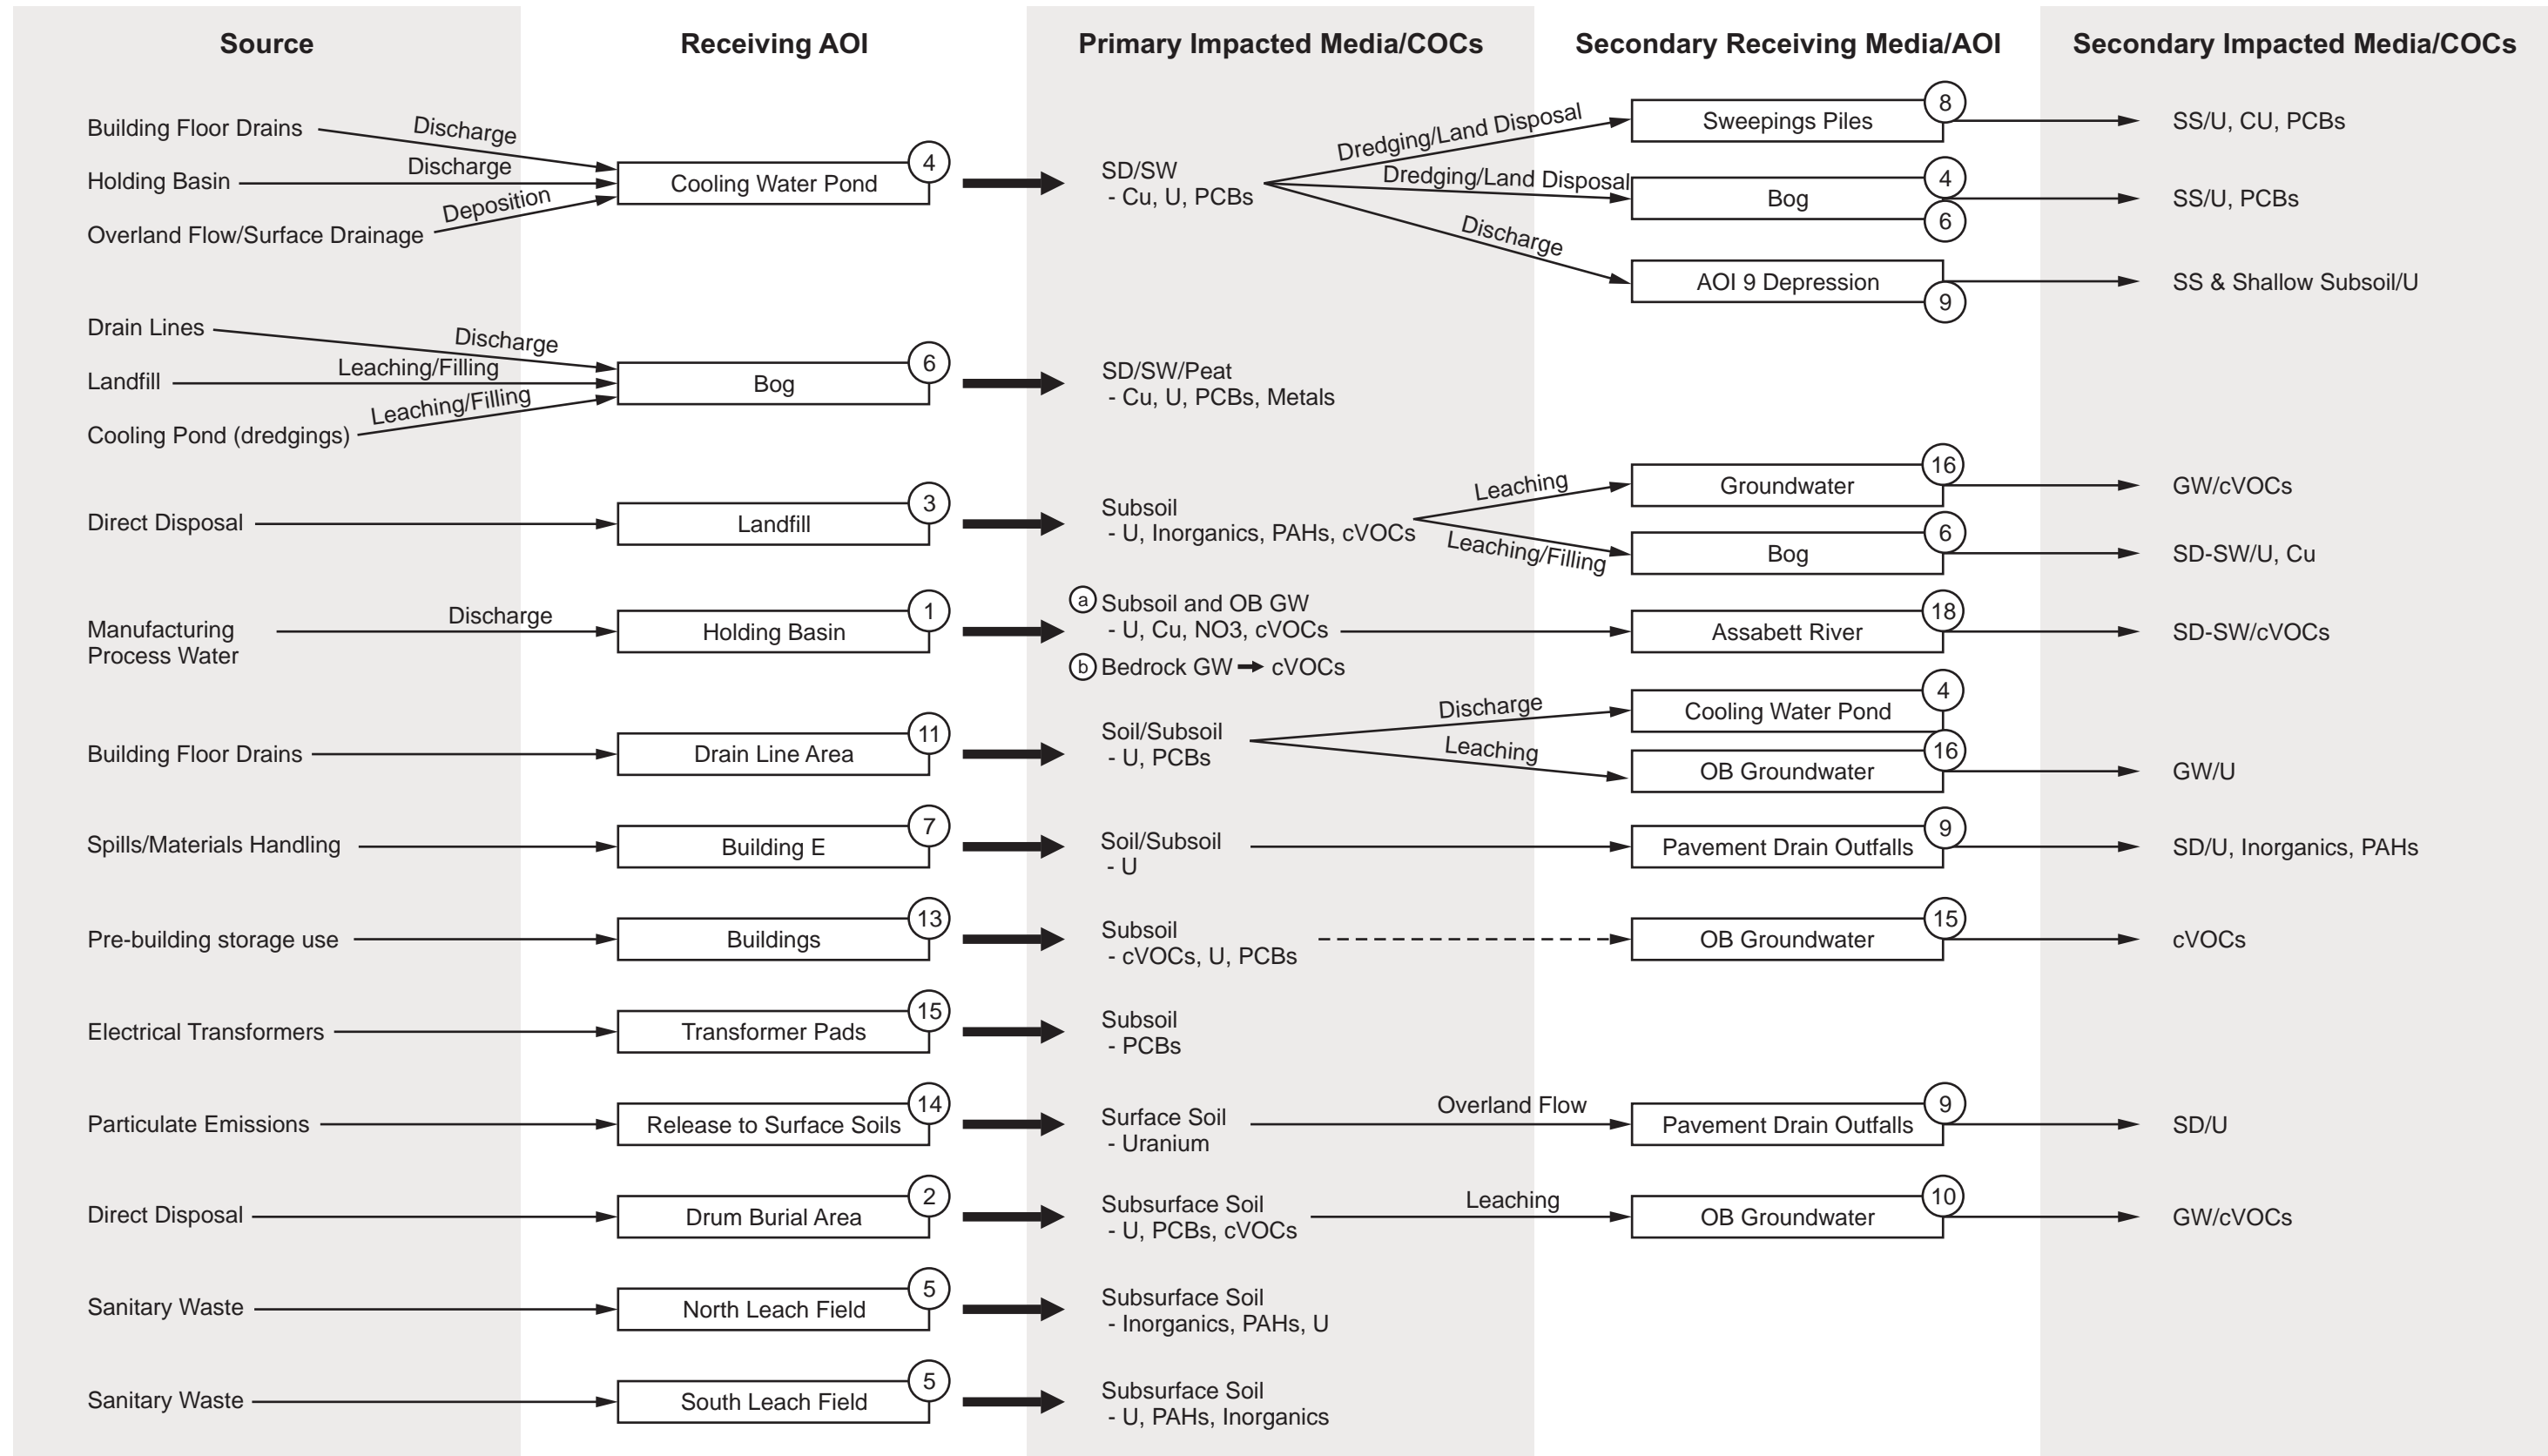 Source
Receiving AOI
Primary Impacted Media/COCs
Secondary Receiving Media/AOI
Secondary Impacted Media/COCs
Building Floor Drains
Discharge
Holding Basin
Discharge
Overland Flow/Surface Drainage
Deposition
4
Cooling Water Pond
SD/SW
- Cu, U, PCBs
Dredging/Land Disposal
8
Sweepings Piles
SS/U, CU, PCBs
Dredging/Land Disposal
4
Bog
6
SS/U, PCBs
Discharge
AOI 9 Depression
9
SS & Shallow Subsoil/U
Drain Lines
Discharge
Landfill
Leaching/Filling
Cooling Pond (dredgings)
Leaching/Filling
6
Bog
SD/SW/Peat
- Cu, U, PCBs, Metals
Direct Disposal
3
Landfill
Subsoil
- U, Inorganics, PAHs, cVOCs
Leaching
16
Groundwater
GW/cVOCs
Leaching/Filling
6
Bog
SD-SW/U, Cu
Manufacturing
Process Water
Discharge
1
Holding Basin
a Subsoil and OB GW
- U, Cu, NO3, cVOCs
b Bedrock GW → cVOCs
18
Assabett River
SD-SW/cVOCs
Building Floor Drains
11
Drain Line Area
Soil/Subsoil
- U, PCBs
Discharge
4
Cooling Water Pond
Leaching
16
OB Groundwater
GW/U
Spills/Materials Handling
7
Building E
Soil/Subsoil
- U
9
Pavement Drain Outfalls
SD/U, Inorganics, PAHs
Pre-building storage use
13
Buildings
Subsoil
- cVOCs, U, PCBs
15
OB Groundwater
cVOCs
Electrical Transformers
15
Transformer Pads
Subsoil
- PCBs
Particulate Emissions
14
Release to Surface Soils
Surface Soil
- Uranium
Overland Flow
9
Pavement Drain Outfalls
SD/U
Direct Disposal
2
Drum Burial Area
Subsurface Soil
- U, PCBs, cVOCs
Leaching
10
OB Groundwater
GW/cVOCs
Sanitary Waste
5
North Leach Field
Subsurface Soil
- Inorganics, PAHs, U
Sanitary Waste
5
South Leach Field
Subsurface Soil
- U, PAHs, Inorganics